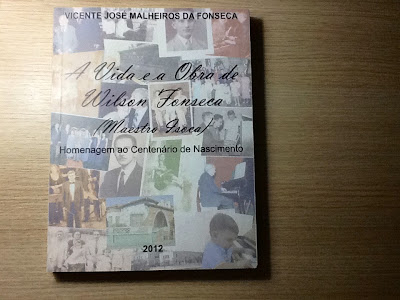 VICENTE JOSÉ MALHEIROS DA FONSECA
A Vida e a Obra de
Wilson Fonseca
(Maestro Isoca)
Homenagem ao Centenário de Nascimento
2012